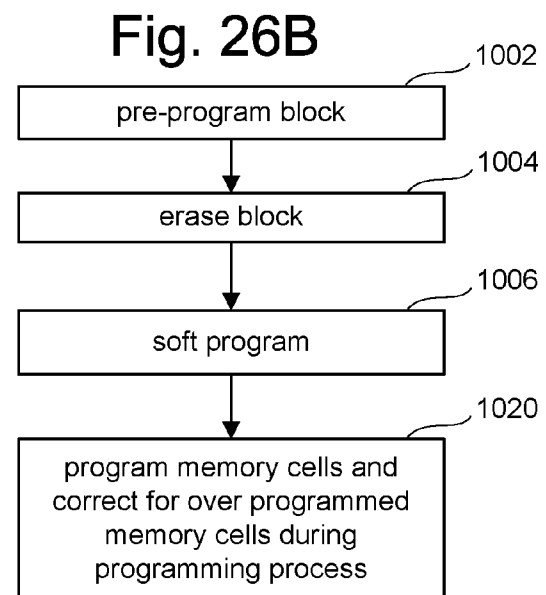 Fig. 26B
1002
pre-program block
1004
erase block
1006
soft program
1020
program memory cells and
correct for over programmed
memory cells during
programming process